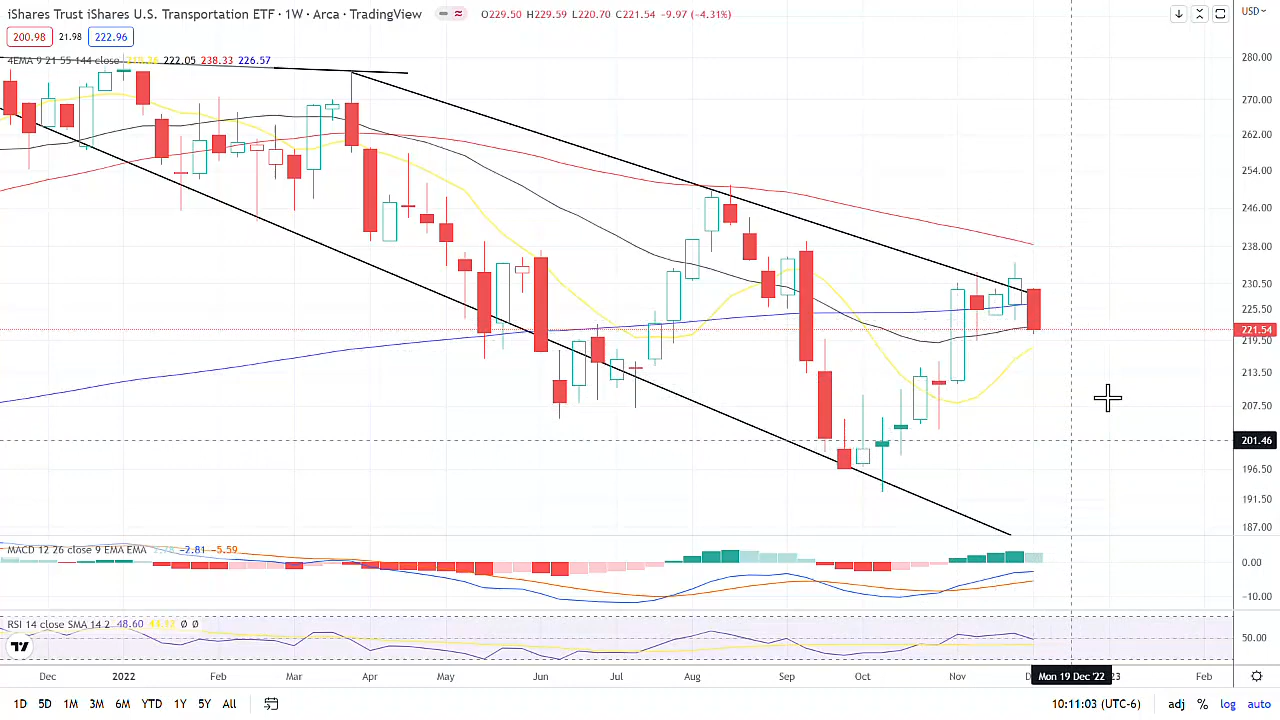 iShares Trust iShares U.S. Transportation ETF · 1W · Arca · TradingView O229.50 H229.59 L220.70 C221.54 -9.97 (-4.31%) USD
200.98 21.98 222.96
4EMA 9 21 55 144 close 222.05 238.33 226.57
280.00
270.00
262.00
254.00
246.00
238.00
230.50
225.50
221.54
219.50
213.50
207.50
201.46
196.50
191.50
187.00
MACD 12 26 close 9 EMA EMA -2.81 -5.59
0.00
-10.00
RSI 14 close SMA 14 2 48.60 Ø Ø
50.00
Dec 2022 Feb Mar Apr May Jun Jul Aug Sep Oct Nov Mon 19 Dec '22 Feb
1D 5D 1M 3M 6M YTD 1Y 5Y All 10:11:03 (UTC-6) adj % log auto